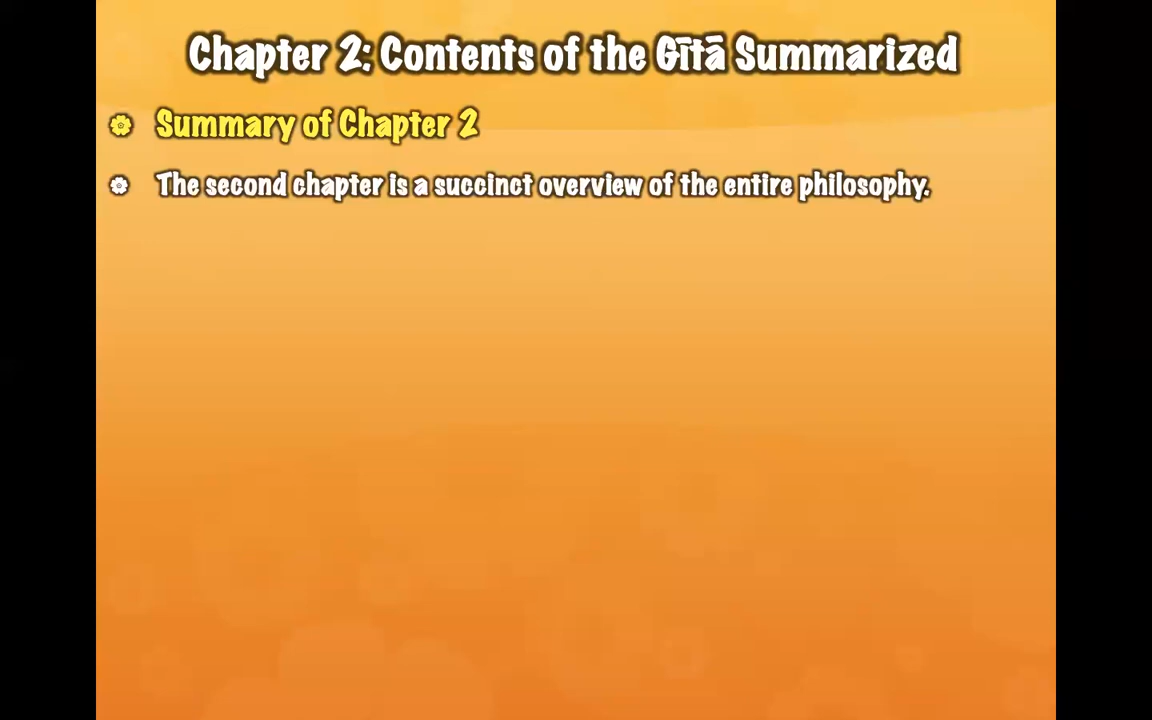 Chapter 2: Contents of the Gītā Summarized
Summary of Chapter 2
The second chapter is a succinct overview of the entire philosophy.